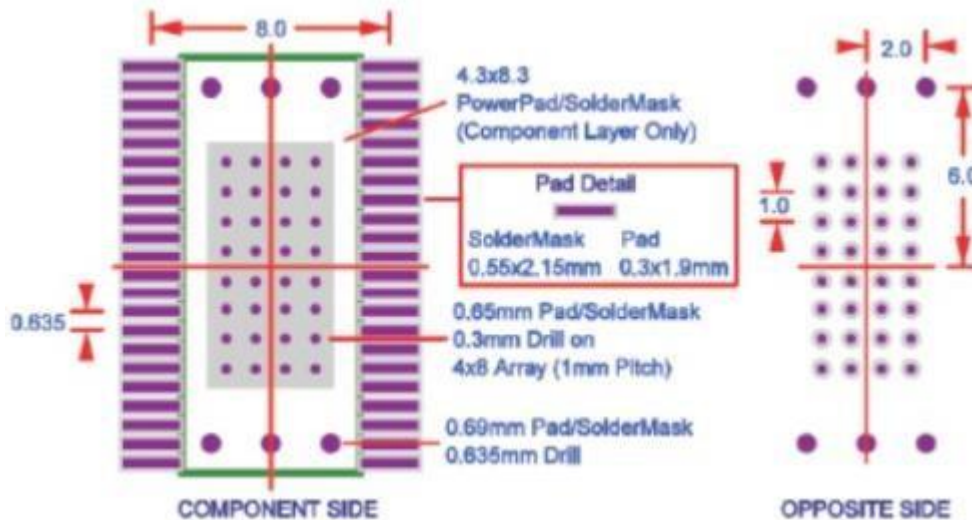 8.0
2.0
4.3x8.3
PowerPad/SolderMask
(Component Layer Only)
Pad Detail
SolderMask Pad
0.55x2.15mm 0.3x1.9mm
1.0
6.0
0.635
0.65mm Pad/SolderMask
0.3mm Drill on
4x8 Array (1mm Pitch)
0.69mm Pad/SolderMask
0.635mm Drill
COMPONENT SIDE
OPPOSITE SIDE